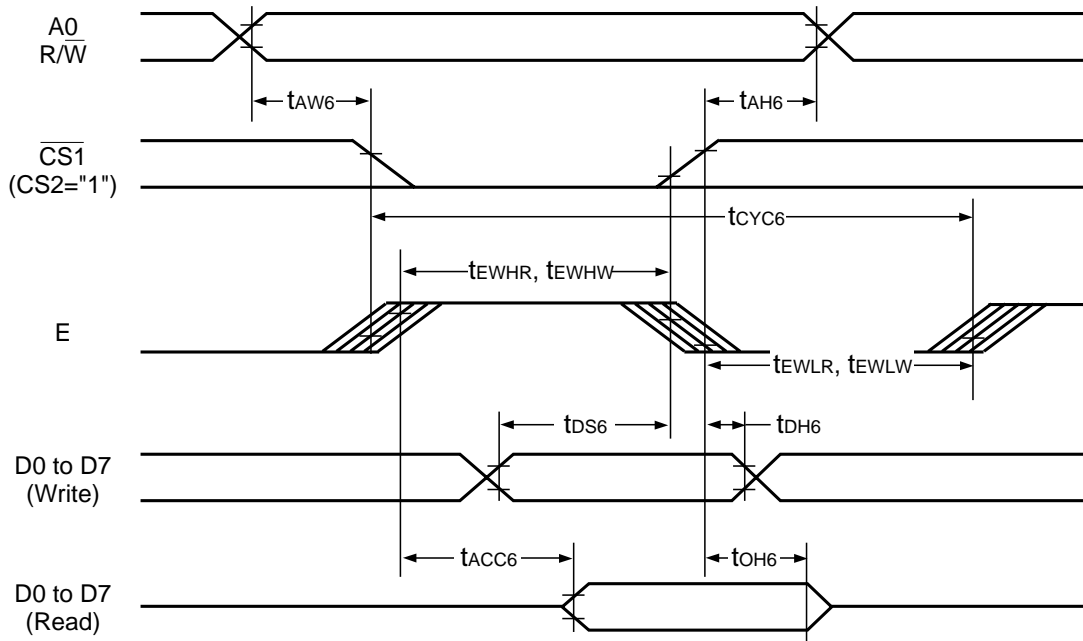 A0
R/W̅
tAW6
tAH6
C̅S̅1̅
(CS2="1")
tCYC6
tEWHR, tEWHW
E
tEWLR, tEWLW
tDS6
tDH6
D0 to D7
(Write)
tACC6
tOH6
D0 to D7
(Read)